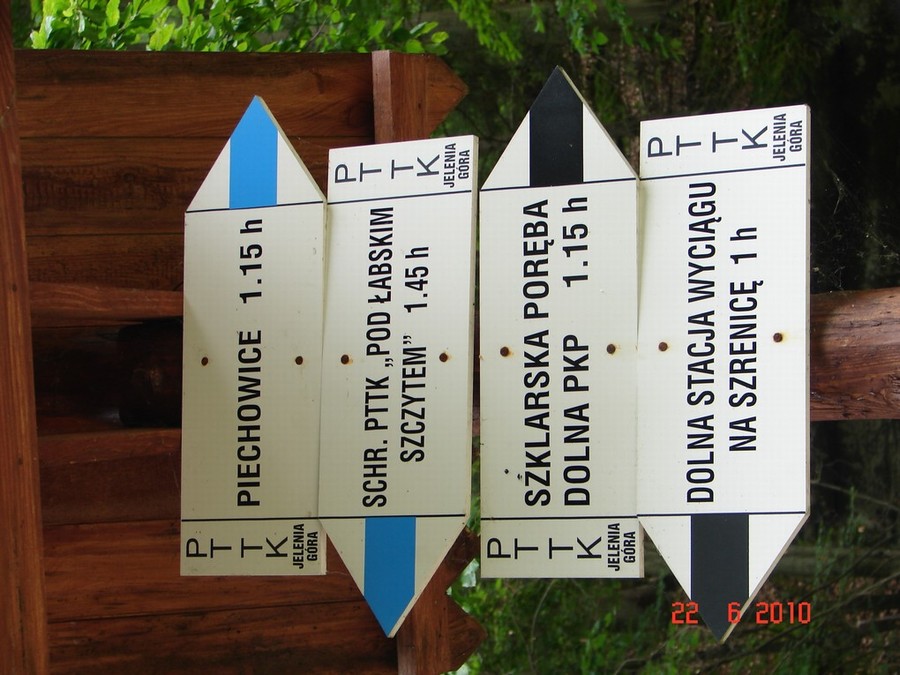 PTTK
JELENIA
GÓRA
PIECHOWICE 1.15 h
SCHR. PTTK „POD ŁABSKIM
SZCZYTEM” 1.45 h
PTTK
JELENIA
GÓRA
PTTK
JELENIA
GÓRA
SZKLARSKA PORĘBA
DOLNA PKP 1.15 h
DOLNA STACJA WYCIĄGU
NA SZRENICĘ 1 h
PTTK
JELENIA
GÓRA
22 6 2010